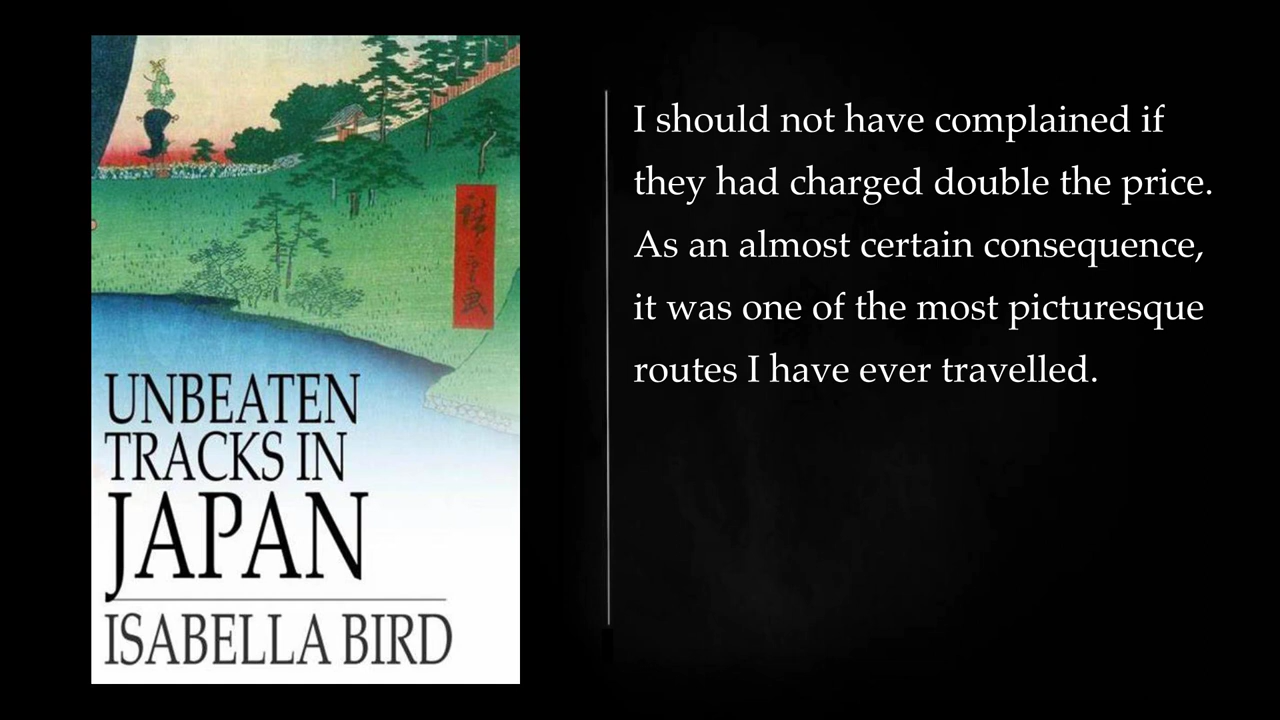 UNBEATEN
TRACKS IN
JAPAN
ISABELLA BIRD
I should not have complained if
they had charged double the price.
As an almost certain consequence,
it was one of the most picturesque
routes I have ever travelled.